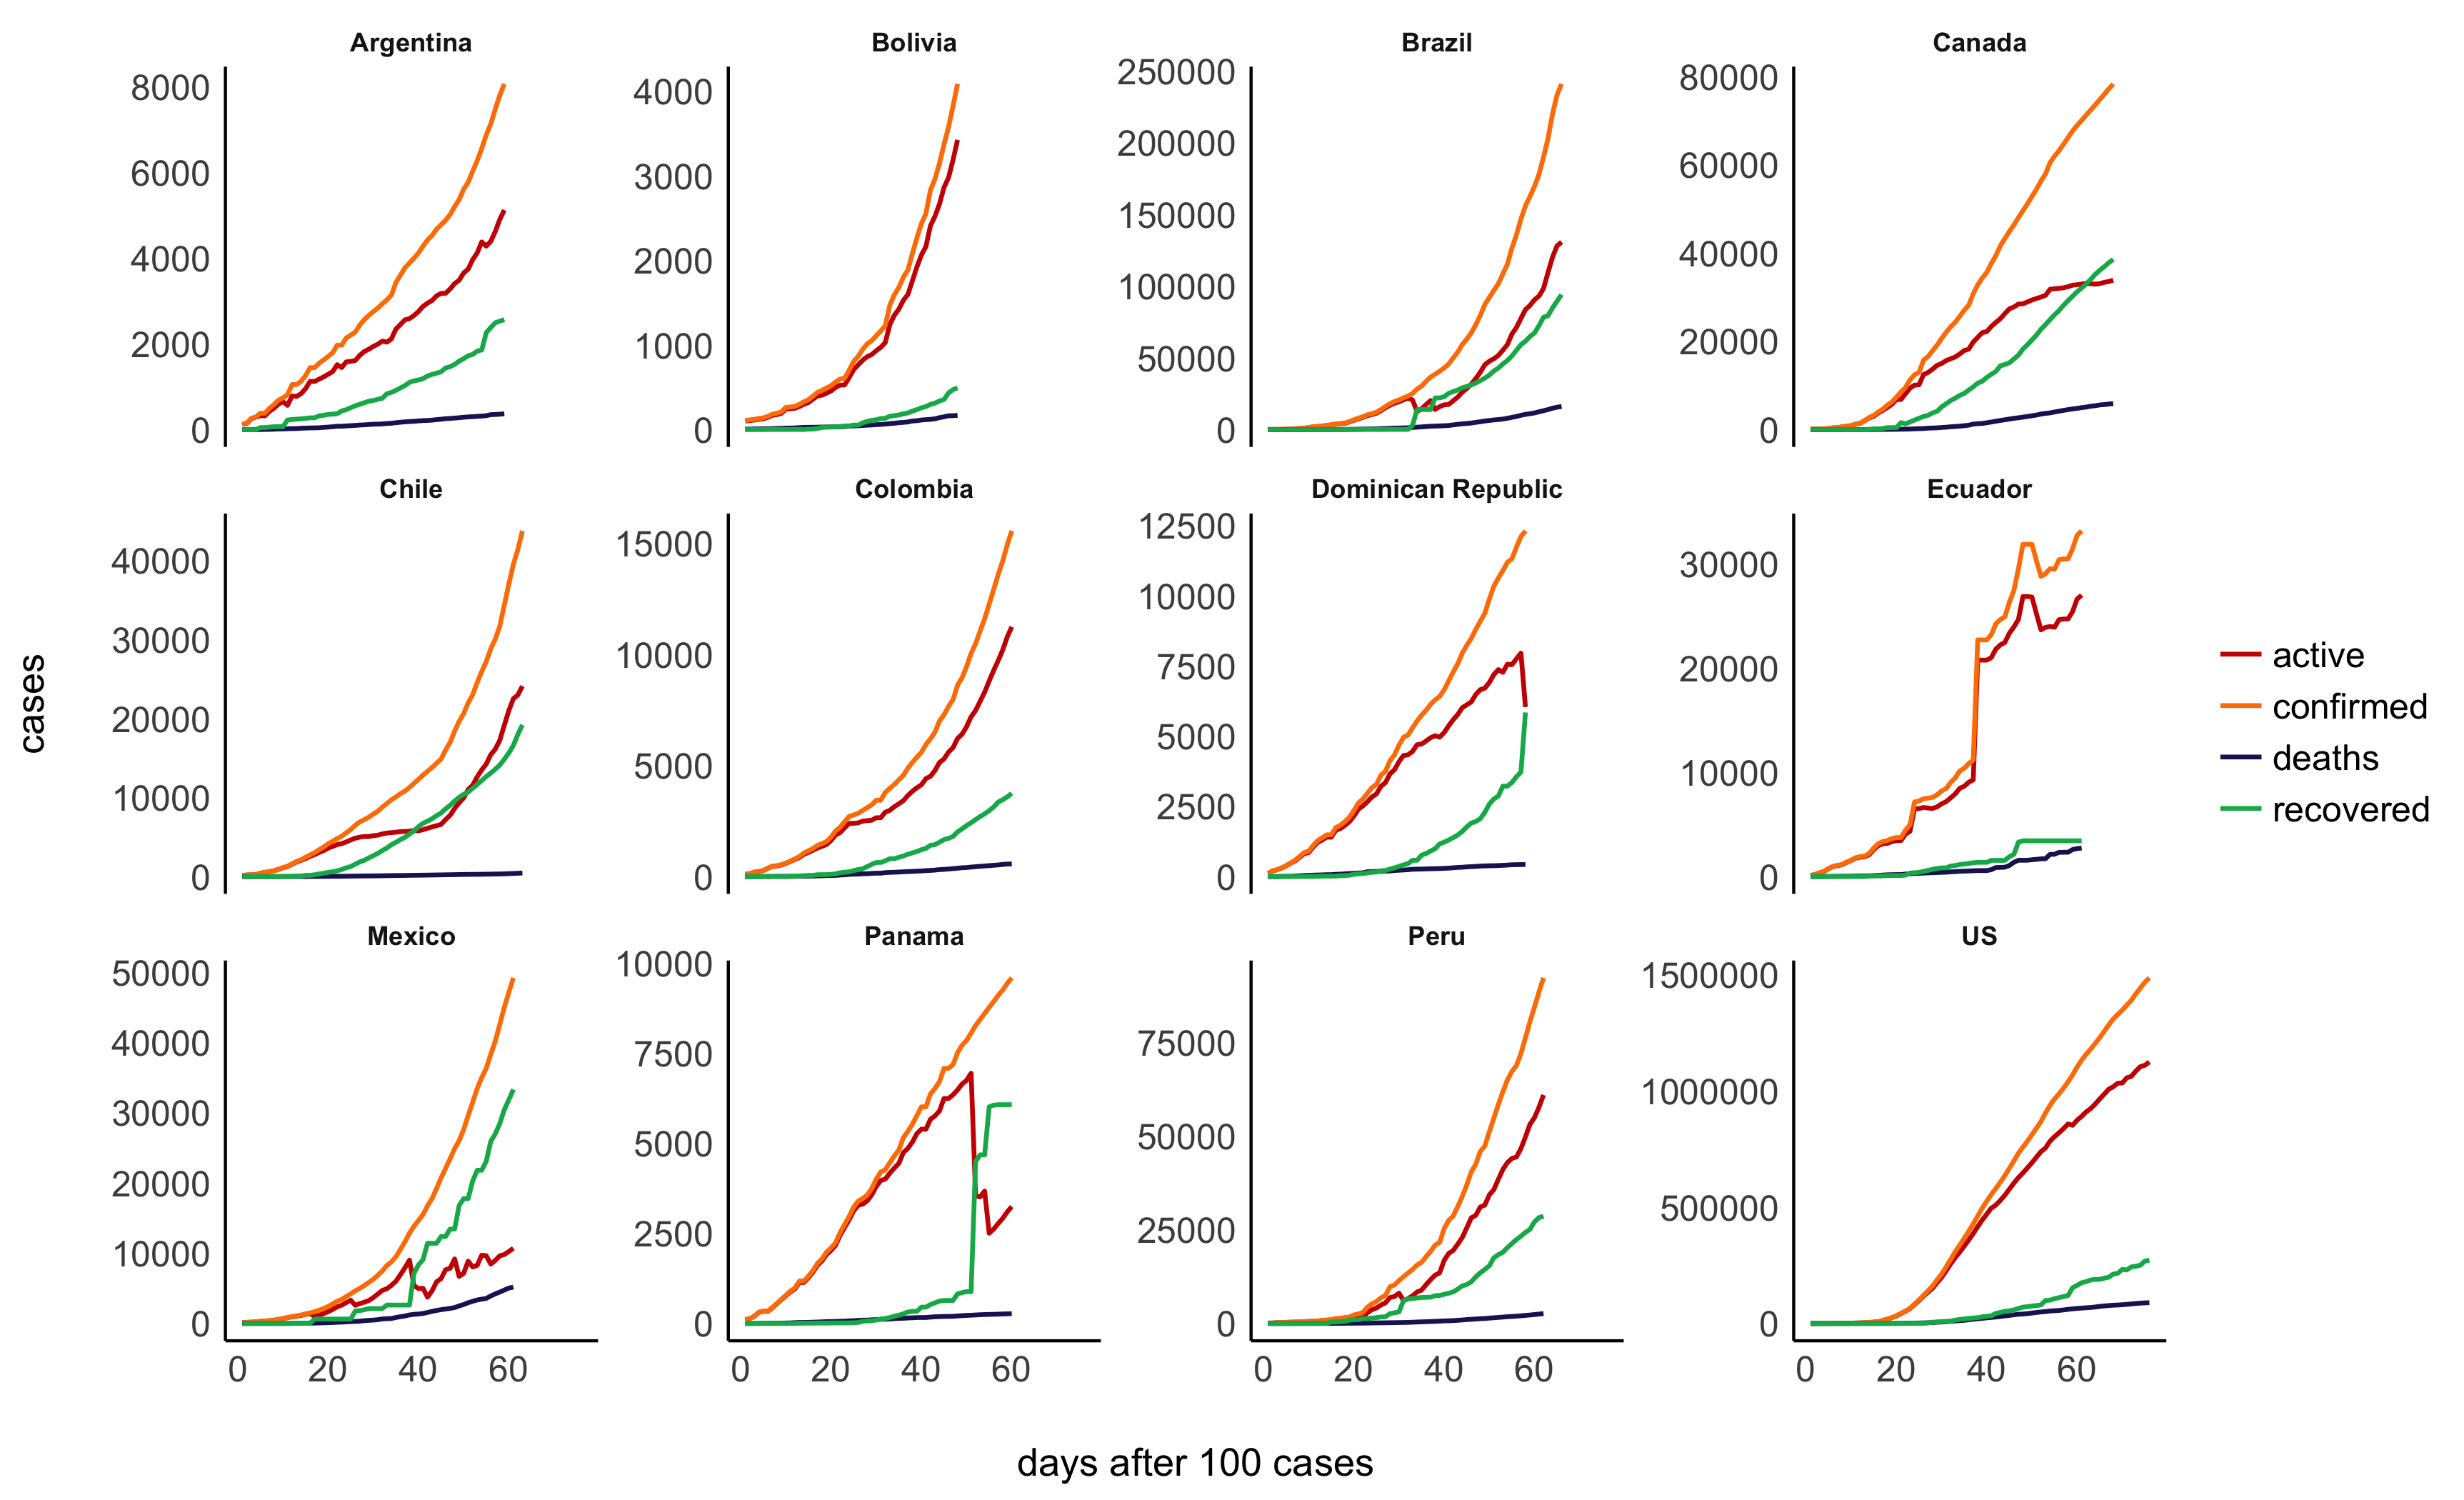 Argentina
8000
6000
4000
2000
0
Bolivia
4000
3000
2000
1000
0
Brazil
250000
200000
150000
100000
50000
0
Canada
80000
60000
40000
20000
0
Chile
40000
30000
20000
10000
0
Colombia
15000
10000
5000
0
Dominican Republic
12500
10000
7500
5000
2500
0
Ecuador
30000
20000
10000
0
Mexico
50000
40000
30000
20000
10000
0
0 20 40 60
Panama
10000
7500
5000
2500
0
0 20 40 60
Peru
75000
50000
25000
0
0 20 40 60
US
1500000
1000000
500000
0
0 20 40 60
cases
days after 100 cases
active
confirmed
deaths
recovered